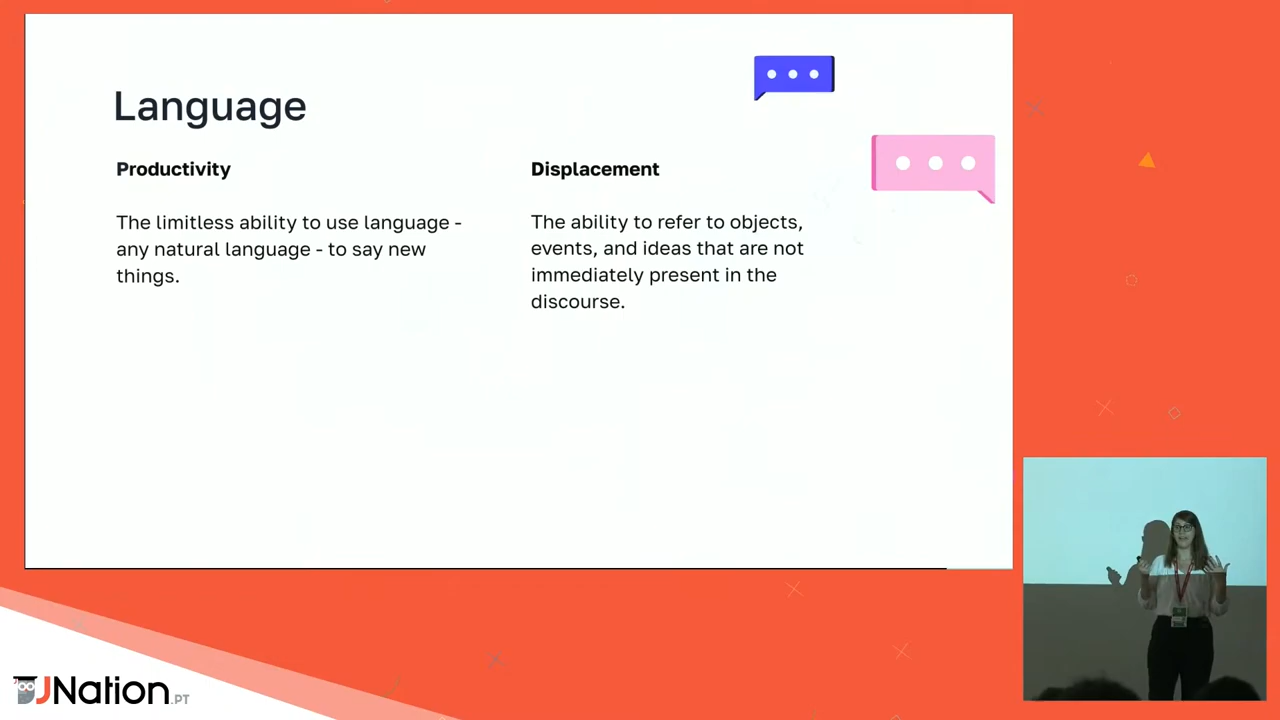 Language
Productivity
The limitless ability to use language -
any natural language - to say new
things.
Displacement
The ability to refer to objects,
events, and ideas that are not
immediately present in the
discourse.
JNation.PT